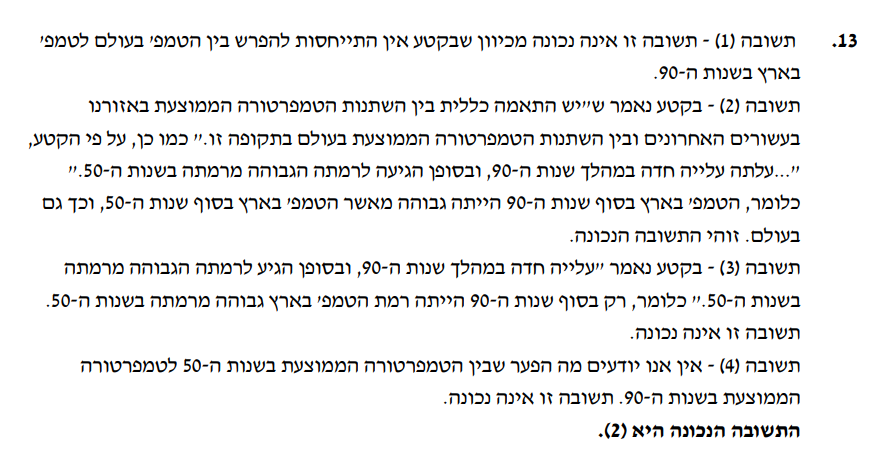 13. תשובה (1) - תשובה זו אינה נכונה מכיוון שבקטע אין התייחסות להפרש בין הטמפ' בעולם לטמפ'
בארץ בשנות ה-90.
תשובה (2) - בקטע נאמר ש"יש התאמה כללית בין השתנות הטמפרטורה הממוצעת באזורנו
בעשורים האחרונים ובין השתנות הטמפרטורה הממוצעת בעולם בתקופה זו." כמו כן, על פי הקטע,
"...עלתה עלייה חדה במהלך שנות ה-90, ובסופן הגיעה לרמתה הגבוהה מרמתה בשנות ה-50."
כלומר, הטמפ' בארץ בסוף שנות ה-90 הייתה גבוהה מאשר הטמפ' בארץ בסוף שנות ה-50, וכך גם
בעולם. זוהי התשובה הנכונה.
תשובה (3) - בקטע נאמר "עלייה חדה במהלך שנות ה-90, ובסופן הגיע לרמתה הגבוהה מרמתה
בשנות ה-50." כלומר, רק בסוף שנות ה-90 הייתה רמת הטמפ' בארץ גבוהה מרמתה בשנות ה-50.
תשובה זו אינה נכונה.
תשובה (4) - אין אנו יודעים מה הפער שבין הטמפרטורה הממוצעת בשנות ה-50 לטמפרטורה
הממוצעת בשנות ה-90. תשובה זו אינה נכונה.
התשובה הנכונה היא (2).